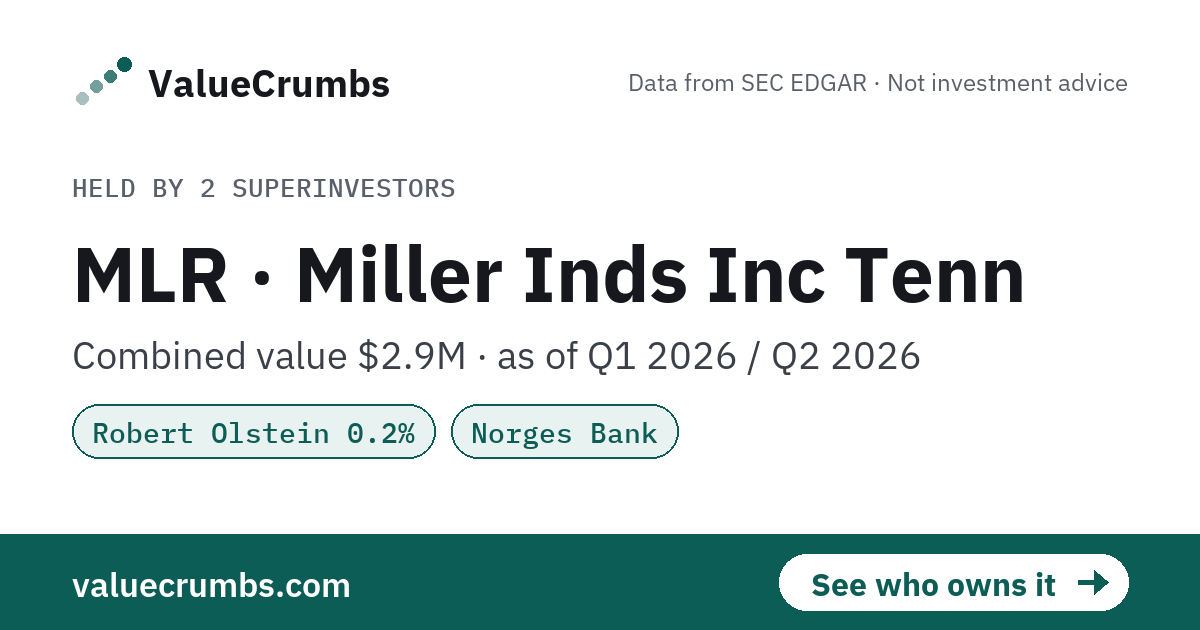 ValueCrumbs
Data from SEC EDGAR · Not investment advice
HELD BY 2 SUPERINVESTORS
MLR · Miller Inds Inc Tenn
Combined value $2.9M · as of Q1 2026 / Q2 2026
Robert Olstein 0.2%
Norges Bank
valuecrumbs.com
See who owns it →